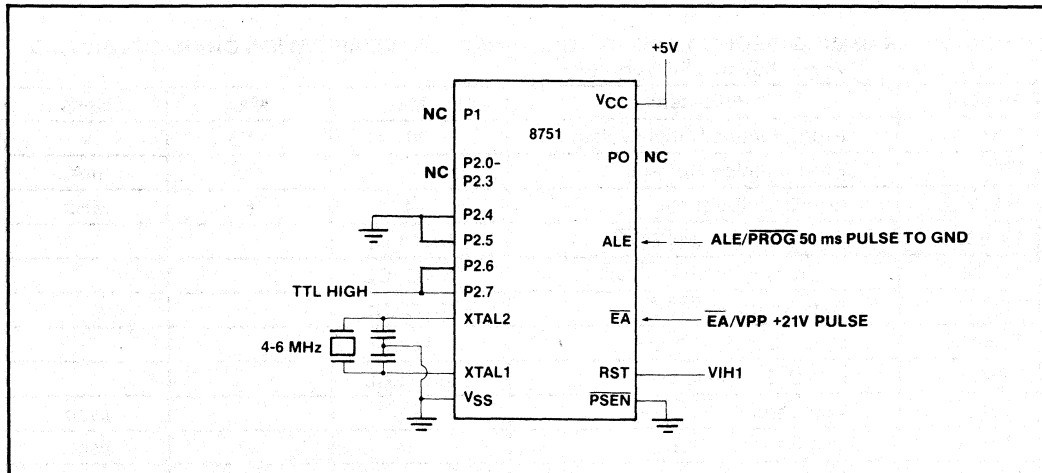 +5V
VCC
NC P1
8751
P2.0-
NC
P2.3
PO NC
P2.4
P2.5
ALE
ALE/PROG 50 ms PULSE TO GND
P2.6
TTL HIGH
P2.7
XTAL2
EA
EA/VPP +21V PULSE
4-6 MHz
XTAL1
RST
VIH1
VSS
PSEN